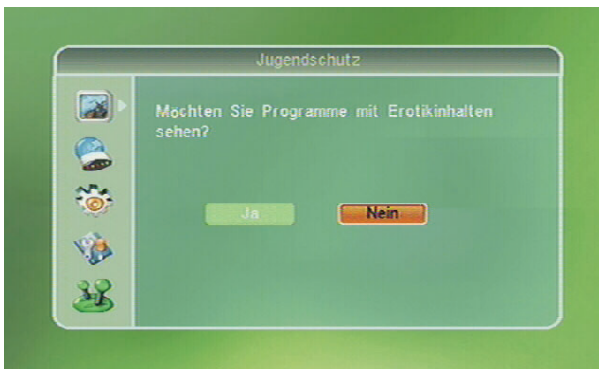 Jugendschutz
Möchten Sie Programme mit Erotikinhalten
sehen?
Ja
Nein